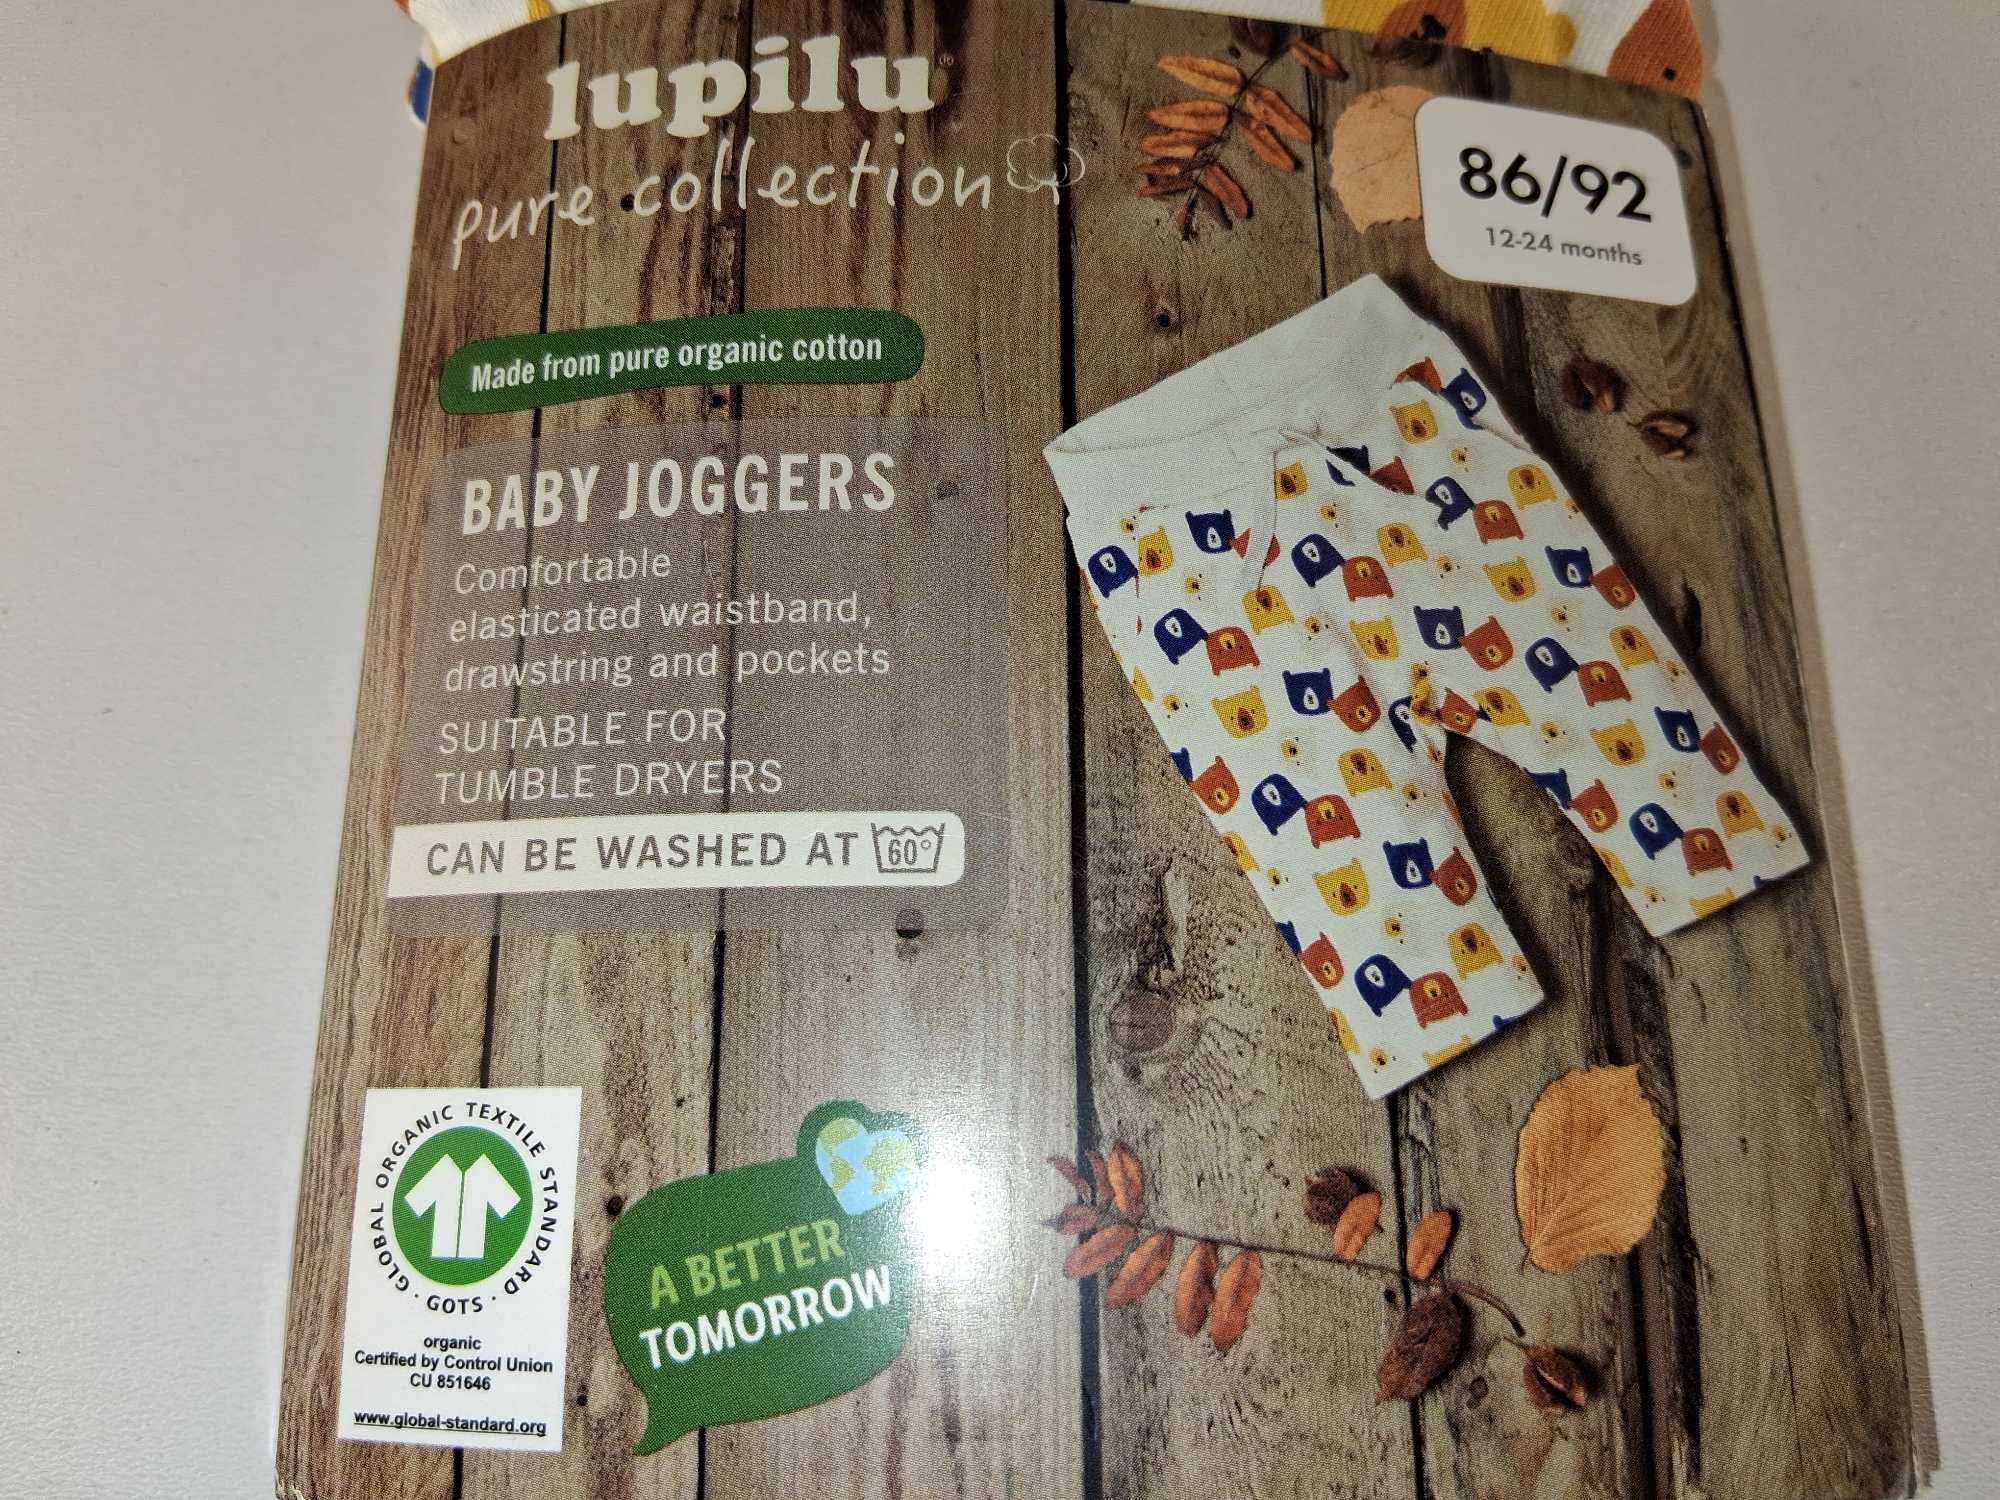 lupilu®
pure collection
86/92
12-24 months
Made from pure organic cotton
BABY JOGGERS
Comfortable
elasticated waistband,
drawstring and pockets
SUITABLE FOR
TUMBLE DRYERS
CAN BE WASHED AT 60°
GLOBAL ORGANIC TEXTILE STANDARD · GOTS ·
organic
Certified by Control Union
CU 851646
www.global-standard.org
A BETTER
TOMORROW